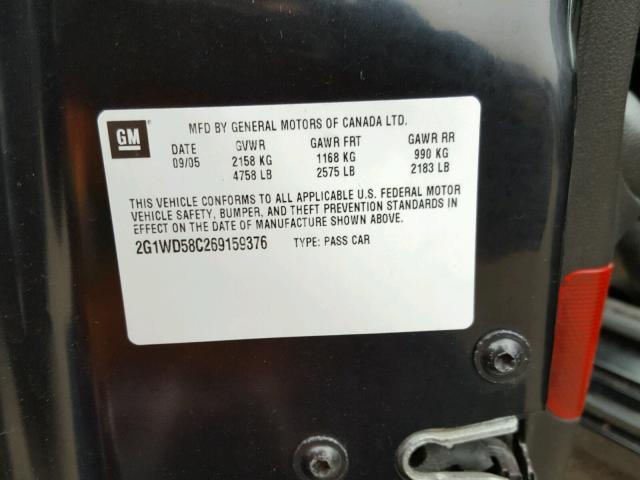 GM
MFD BY GENERAL MOTORS OF CANADA LTD.
DATE GVWR GAWR FRT GAWR RR
09/05 2158 KG 1168 KG 990 KG
4758 LB 2575 LB 2183 LB
THIS VEHICLE CONFORMS TO ALL APPLICABLE U.S. FEDERAL MOTOR
VEHICLE SAFETY, BUMPER, AND THEFT PREVENTION STANDARDS IN
EFFECT ON THE DATE OF MANUFACTURE SHOWN ABOVE.
2G1WD58C269159376 TYPE: PASS CAR